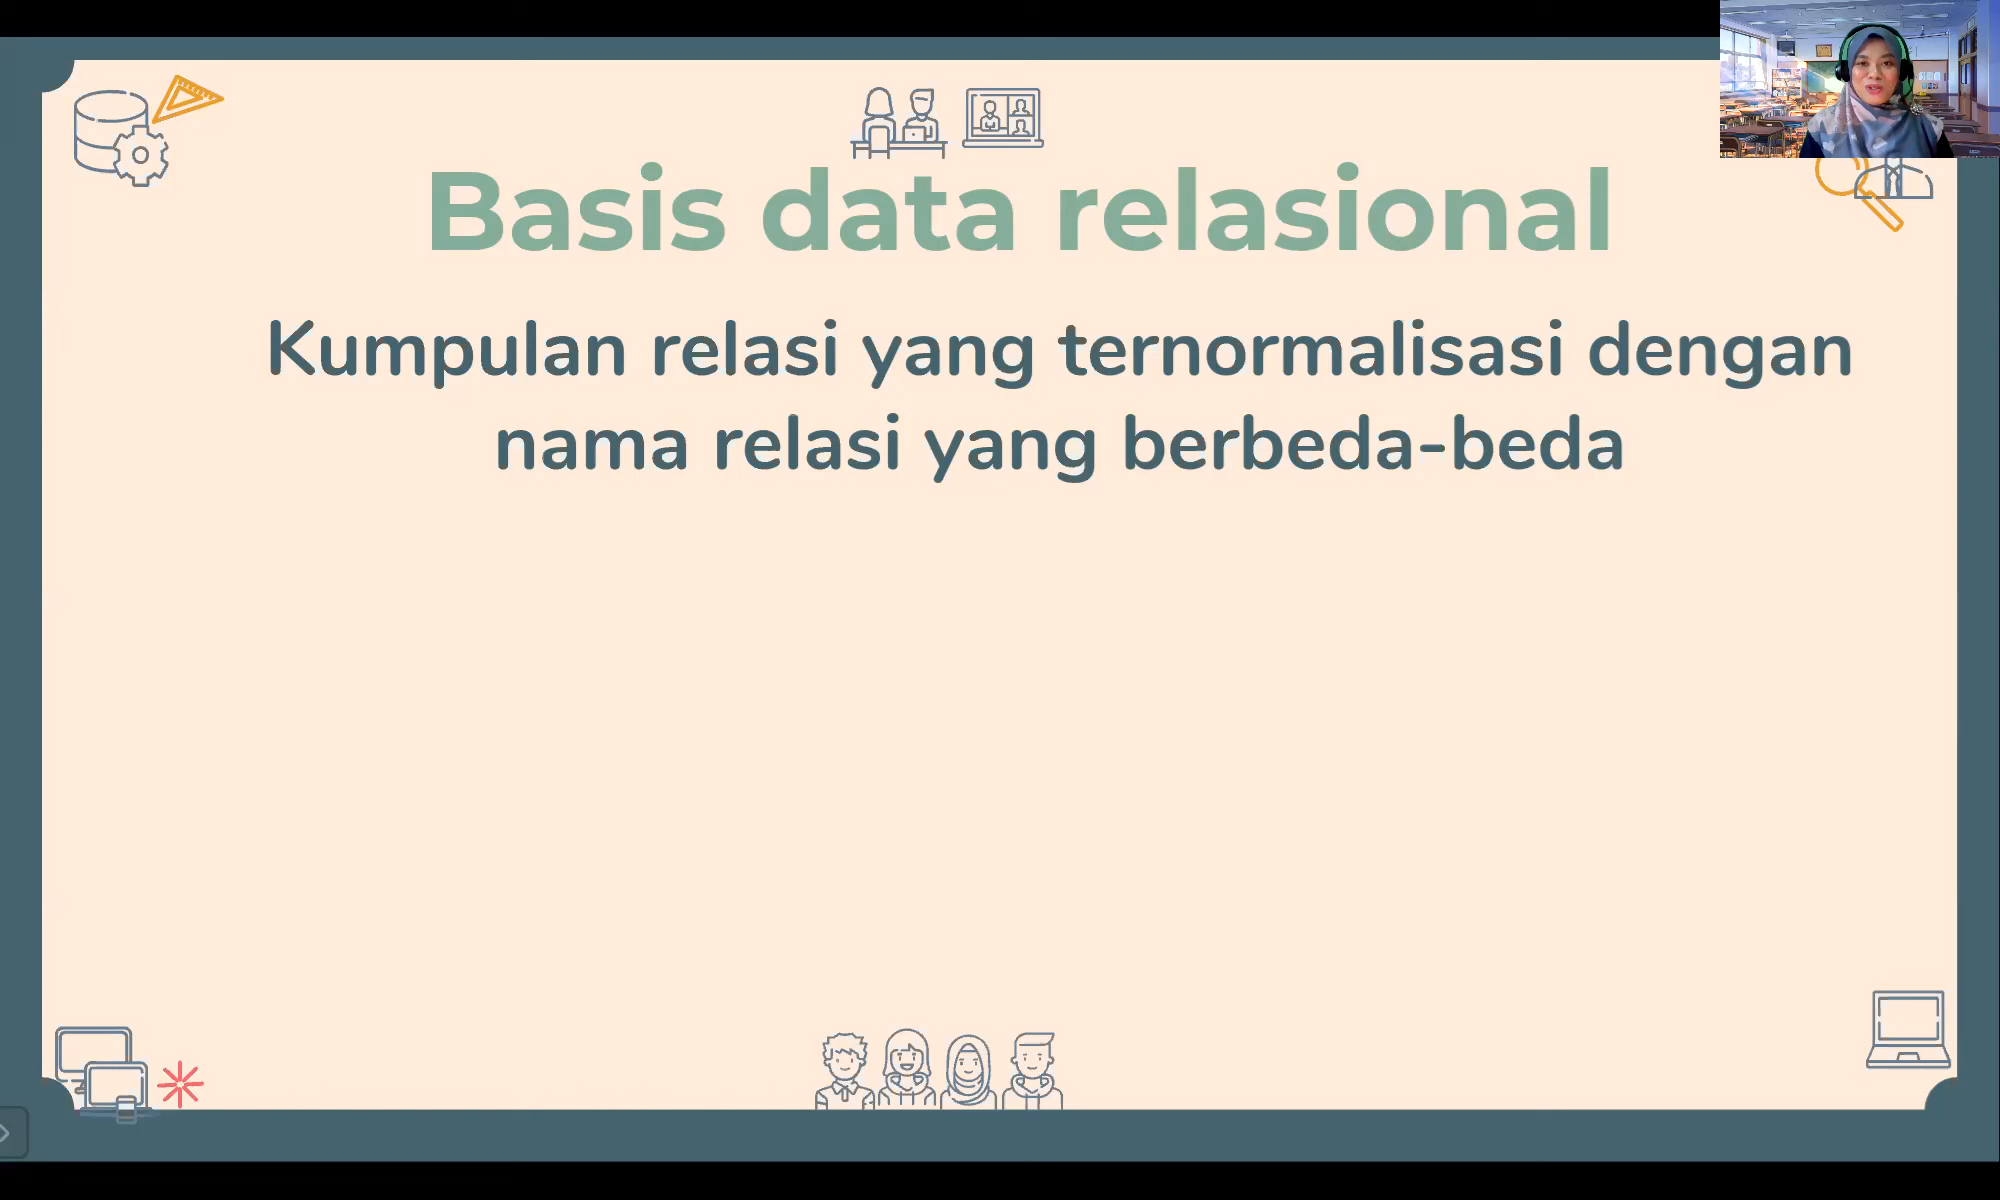 Basis data relasional
Kumpulan relasi yang ternormalisasi dengan
nama relasi yang berbeda-beda